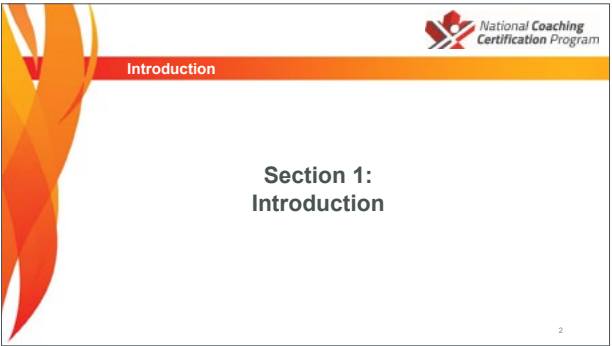 National Coaching
Certification Program
Introduction
Section 1:
Introduction
2